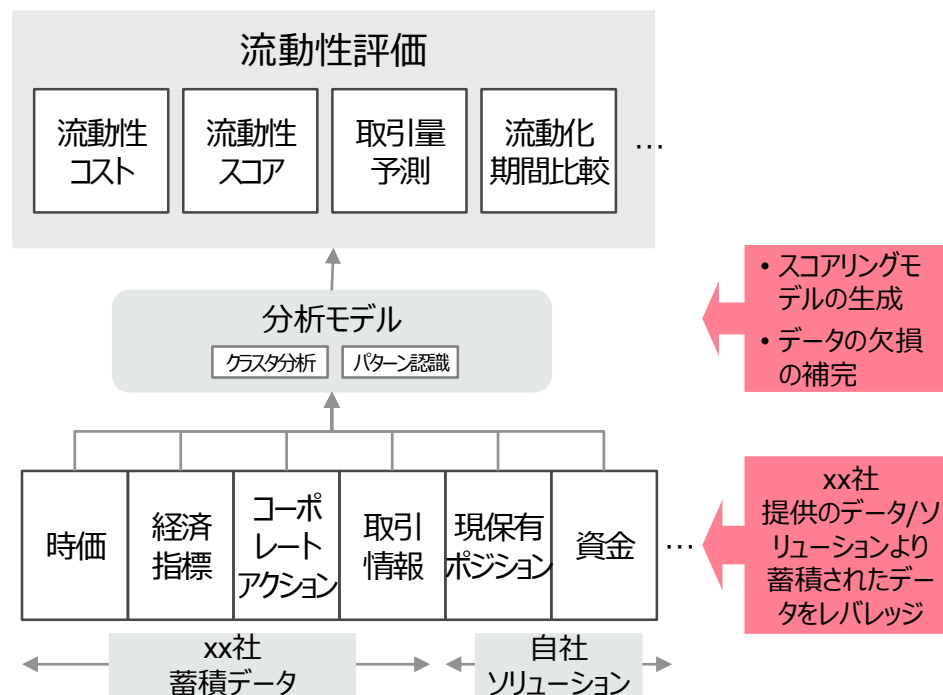 流動性評価
流動性
コスト
流動性
スコア
取引量
予測
流動化
期間比較
…
• スコアリングモ
デルの生成
• データの欠損
の補完
分析モデル
クラスタ分析
パターン認識
時価
経済
指標
コーポ
レート
アクション
取引
情報
現保有
ポジション
資金
…
xx社
提供のデータ/ソ
リューションより
蓄積されたデー
タをレバレッジ
xx社
蓄積データ
自社
ソリューション